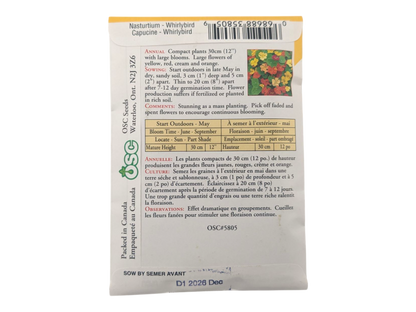 Nasturtium - Whirlybird
Capucine - Whirlybird
ANNUAL Compact plants 30cm (12")
with large blooms. Large flowers of
yellow, red, cream and orange.
SOWING: Start outdoors in late May in
dry, sandy soil, 3 cm (1") deep and 5 cm
(2") apart. Thin to 20 cm (8") apart
after 7-12 day germination time. Flower
production suffers if fertilized or planted
in rich soil.
COMMENTS: Stunning as a mass planting. Pick off faded and
spent flowers to encourage continuous blooming.
Start Outdoors - May
Bloom Time - June - September
Locate - Sun Part Shade
Mature Height 30 cm 12"
À semer à l'extérieur - mai
Floraison - juin - septembre
Emplacement - soleil part ombragé
Hauteur 30 cm 12 po
ANNUELLE: Les plants compactes de 30 cm (12 po.) de hauteur
produisent les grandes fleurs jaunes, rouges, crème et orange.
CULTURE: Semez les graines à l'extérieur en mai dans une
terre sèche et sablonneuse, à 3 cm (1 po) de profondeur et à 5
cm (2 po) d'écartement. Éclaircissez à 20 cm (8 po)
d'écartement après la période de germination de 7 à 12 jours
Une trop grande quantité d'engrais ou une terre riche ralentit
la floraison.
OBSERVATIONS: Effet dramatique en groupements. Cueillez
les fleurs fanées pour stimuler une floraison continue.
OSC#5805
OSC Seeds
Waterloo, Ont. N2J 3Z6
OSC
Packed in Canada
Empaqueté au Canada
SOW BY SEMER AVANT
D1 2026 Dec